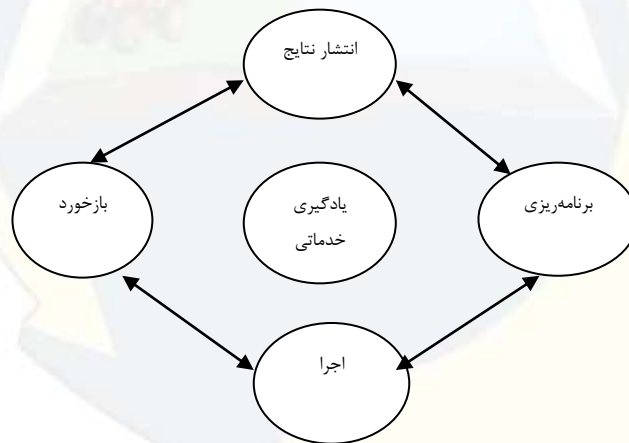 انتشار نتایج
برنامه‌ریزی
یادگیری
خدماتی
بازخورد
اجرا